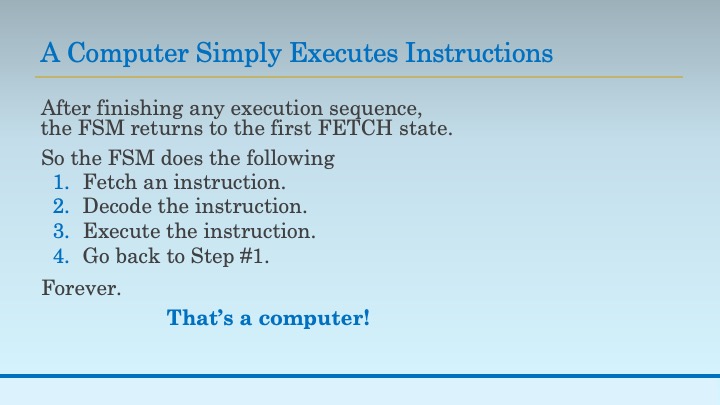 A Computer Simply Executes Instructions
After finishing any execution sequence,
the FSM returns to the first FETCH state.
So the FSM does the following
1. Fetch an instruction.
2. Decode the instruction.
3. Execute the instruction.
4. Go back to Step #1.
Forever.
That’s a computer!